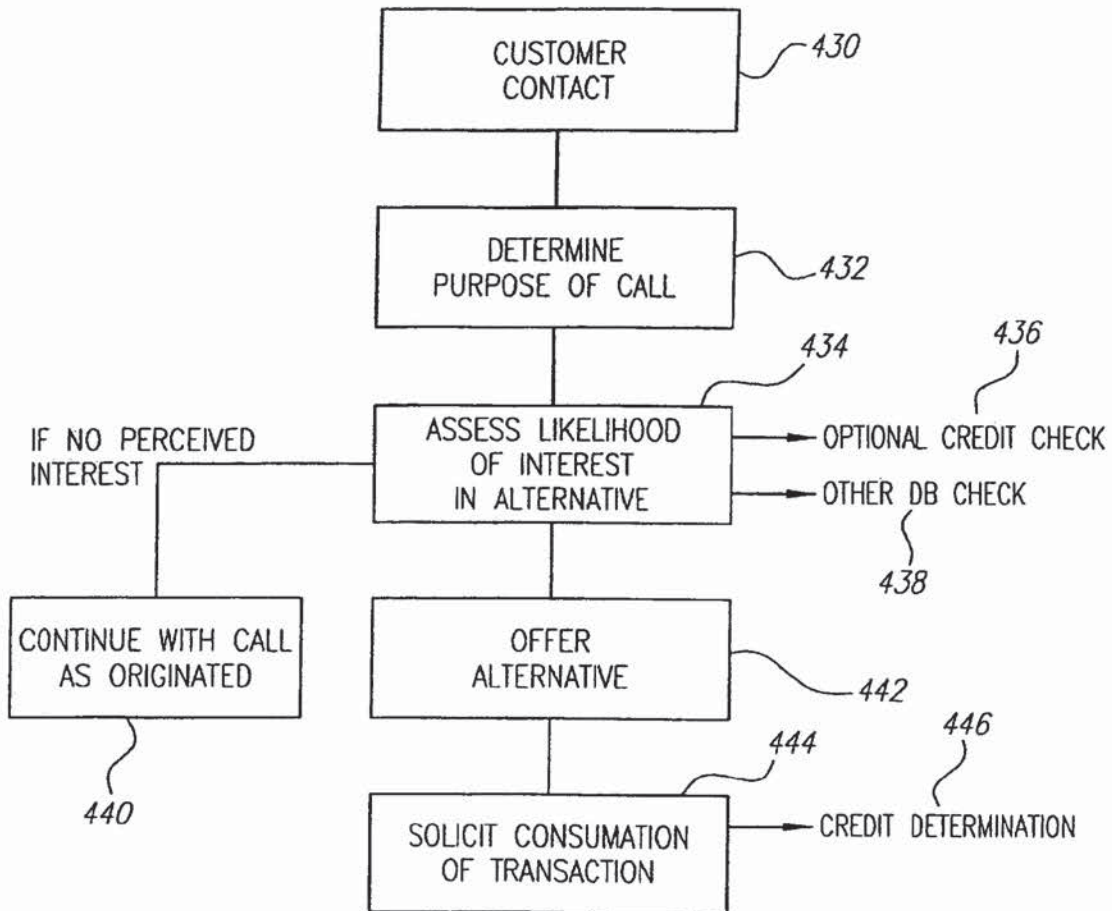 CUSTOMER
CONTACT
430
DETERMINE
PURPOSE OF CALL
432
434
436
IF NO PERCEIVED
INTEREST
ASSESS LIKELIHOOD
OF INTEREST
IN ALTERNATIVE
OPTIONAL CREDIT CHECK
OTHER DB CHECK
438
CONTINUE WITH CALL
AS ORIGINATED
440
OFFER
ALTERNATIVE
442
444
446
SOLICIT CONSUMATION
OF TRANSACTION
CREDIT DETERMINATION